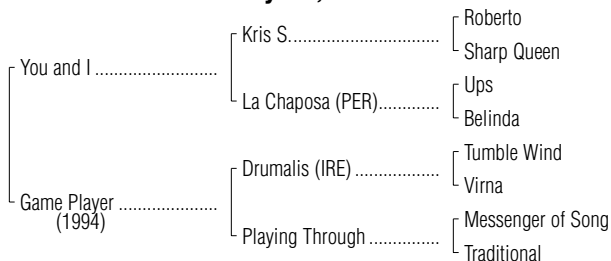 Roberto
Kris S.
Sharp Queen
You and I
Ups
La Chaposa (PER)
Belinda
Tumble Wind
Drumalis (IRE)
Virna
Game Player
(1994)
Messenger of Song
Playing Through
Traditional